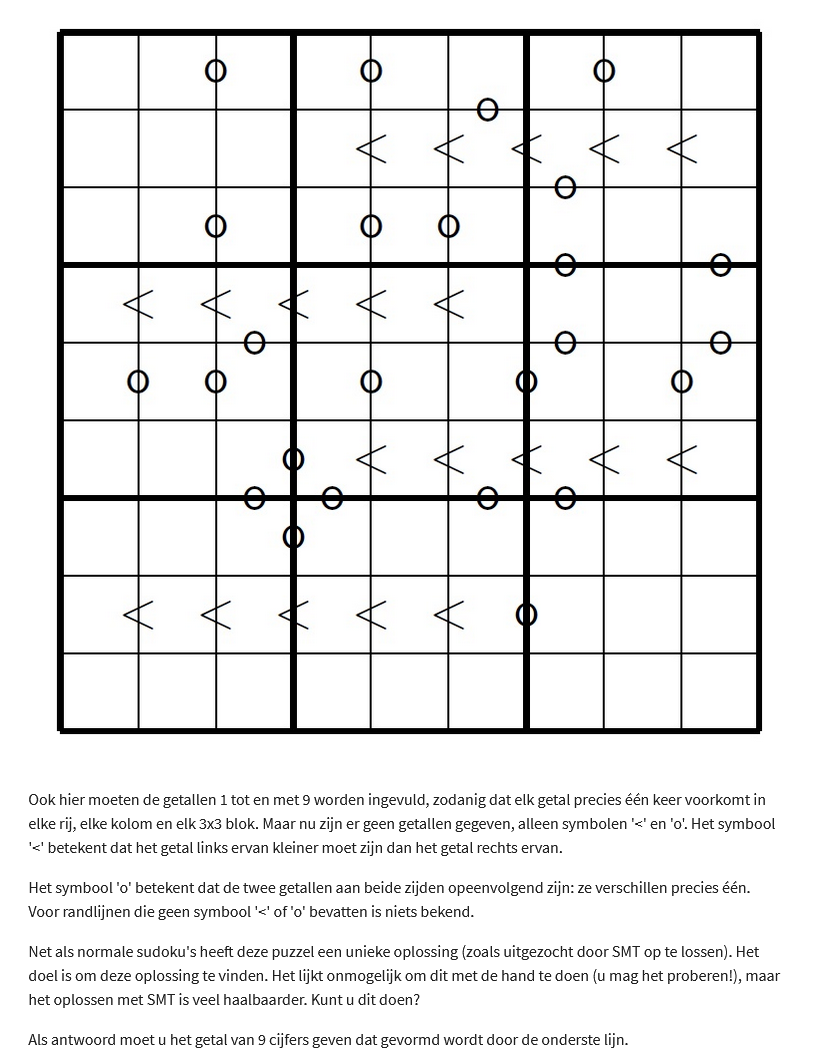 o o o
o
< < < < <
o
o o o
o o
< < < < <
o o o
o o o o o
o < < < < <
o o o o
o
< < < < < o
Ook hier moeten de getallen 1 tot en met 9 worden ingevuld, zodanig dat elk getal precies één keer voorkomt in
elke rij, elke kolom en elk 3x3 blok. Maar nu zijn er geen getallen gegeven, alleen symbolen '<' en 'o'. Het symbool
'<' betekent dat het getal links ervan kleiner moet zijn dan het getal rechts ervan.
Het symbool 'o' betekent dat de twee getallen aan beide zijden opeenvolgend zijn: ze verschillen precies één.
Voor randlijnen die geen symbool '<' of 'o' bevatten is niets bekend.
Net als normale sudoku's heeft deze puzzel een unieke oplossing (zoals uitgezocht door SMT op te lossen). Het
doel is om deze oplossing te vinden. Het lijkt onmogelijk om dit met de hand te doen (u mag het proberen!), maar
het oplossen met SMT is veel haalbaarder. Kunt u dit doen?
Als antwoord moet u het getal van 9 cijfers geven dat gevormd wordt door de onderste lijn.